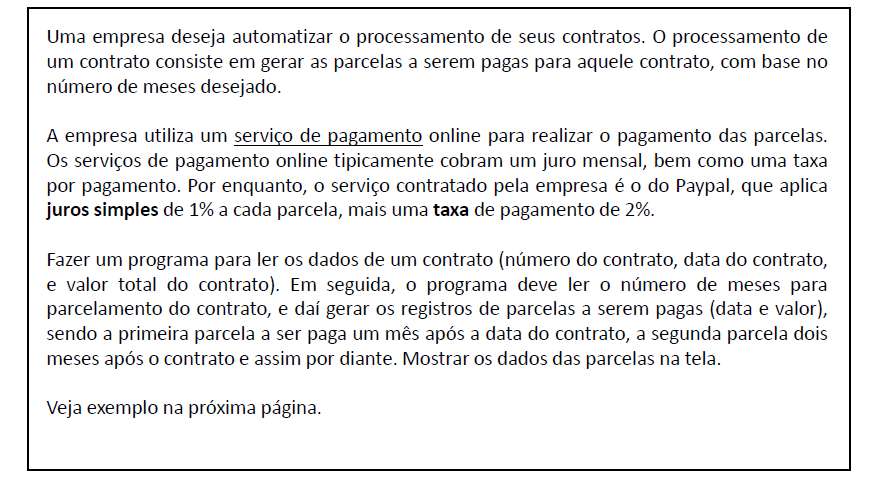 Uma empresa deseja automatizar o processamento de seus contratos. O processamento de
um contrato consiste em gerar as parcelas a serem pagas para aquele contrato, com base no
número de meses desejado.
A empresa utiliza um serviço de pagamento online para realizar o pagamento das parcelas.
Os serviços de pagamento online tipicamente cobram um juro mensal, bem como uma taxa
por pagamento. Por enquanto, o serviço contratado pela empresa é o do Paypal, que aplica
juros simples de 1% a cada parcela, mais uma taxa de pagamento de 2%.
Fazer um programa para ler os dados de um contrato (número do contrato, data do contrato,
e valor total do contrato). Em seguida, o programa deve ler o número de meses para
parcelamento do contrato, e daí gerar os registros de parcelas a serem pagas (data e valor),
sendo a primeira parcela a ser paga um mês após a data do contrato, a segunda parcela dois
meses após o contrato e assim por diante. Mostrar os dados das parcelas na tela.
Veja exemplo na próxima página.